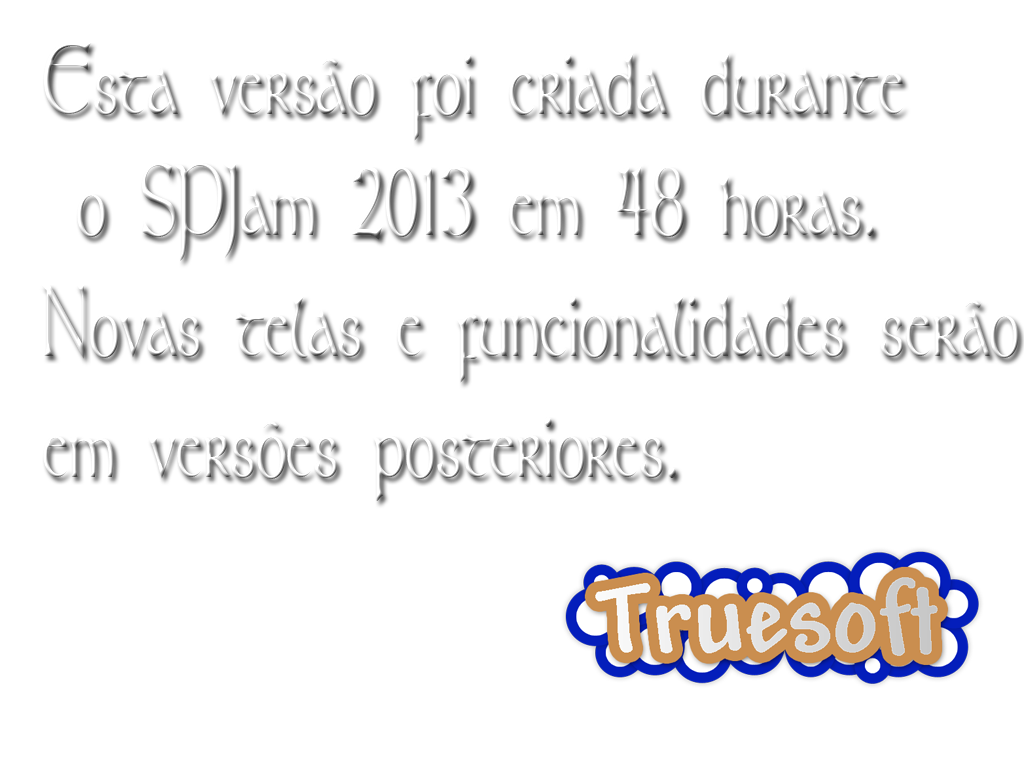 Esta versão foi criada durante
o SPJam 2013 em 48 horas.
Novas telas e funcionalidades serão
em versões posteriores.
Truesoft